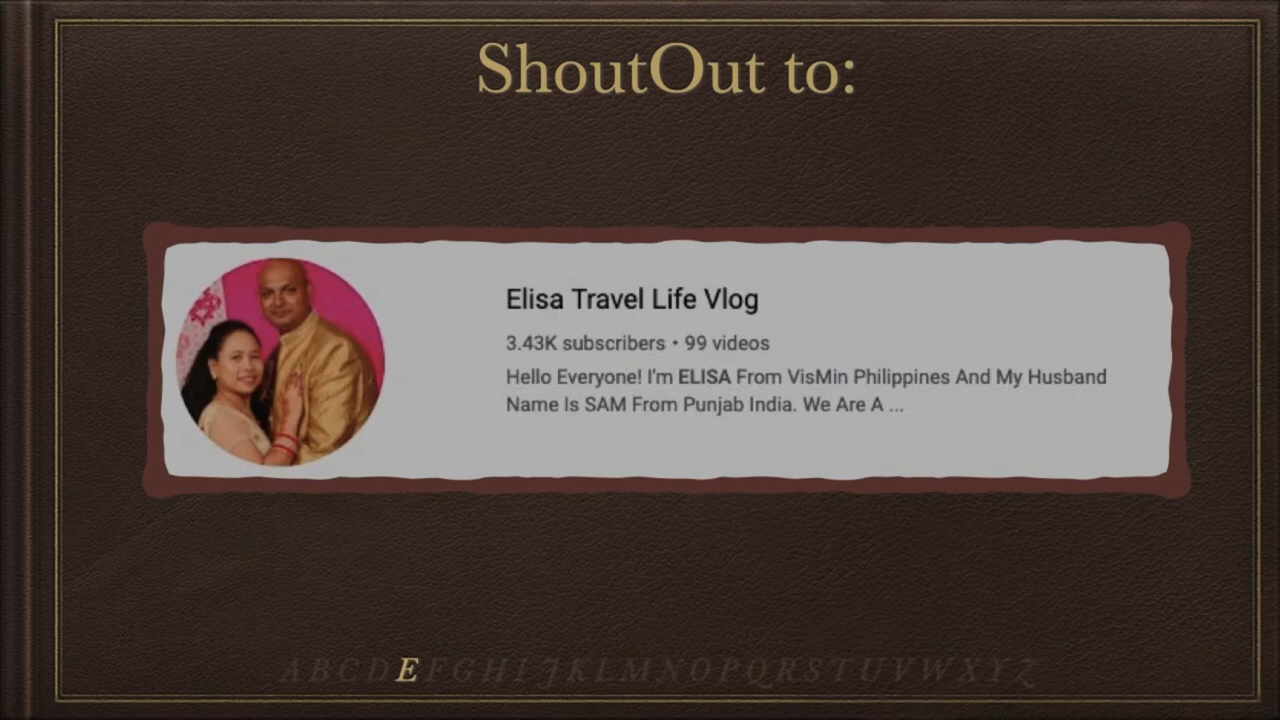 ShoutOut to:
Elisa Travel Life Vlog
3.43K subscribers • 99 videos
Hello Everyone! I'm ELISA From VisMin Philippines And My Husband
Name Is SAM From Punjab India. We Are A ...
A B C D E F G H I J K L M N O P Q R S T U V W X Y Z